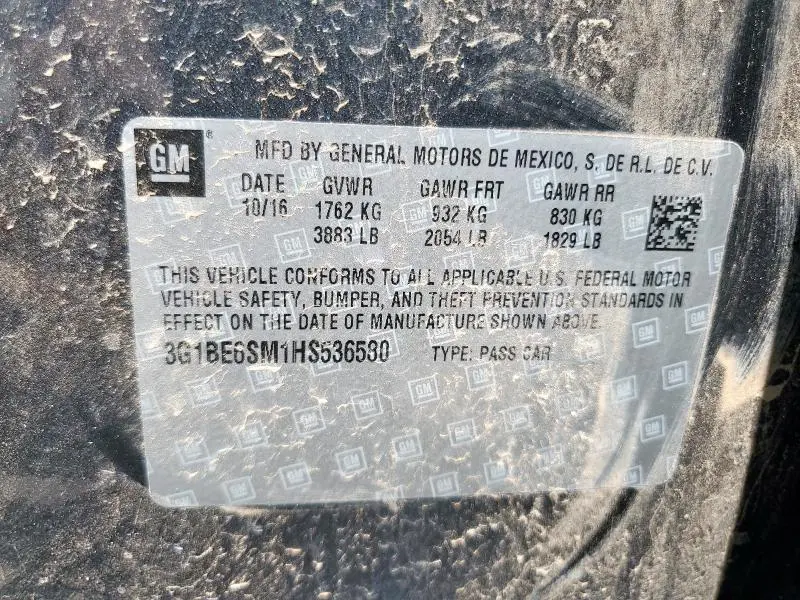 GM ® MFD BY GENERAL MOTORS DE MEXICO, S. DE R.L. DE C.V.
DATE GVWR GAWR FRT GAWR RR
10/16 1762 KG 932 KG 830 KG
3883 LB 2054 LB 1829 LB
THIS VEHICLE CONFORMS TO ALL APPLICABLE U.S. FEDERAL MOTOR
VEHICLE SAFETY, BUMPER, AND THEFT PREVENTION STANDARDS IN
EFFECT ON THE DATE OF MANUFACTURE SHOWN ABOVE.
3G1BE6SM1HS536530 TYPE: PASS CAR